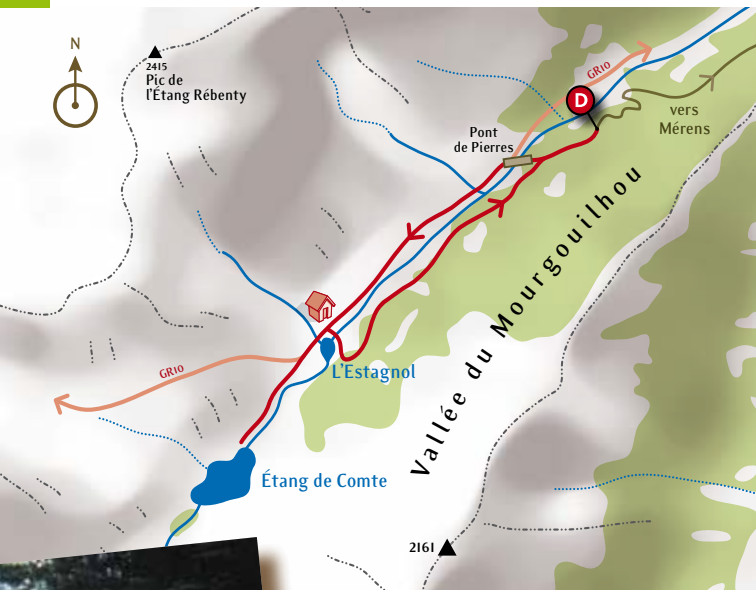 N
2415
Pic de
l'Étang Rébenty
GR10
D
vers
Mérens
Pont
de Pierres
Vallée du Mourgouilhou
L'Estagnol
GR10
Étang de Comte
2161